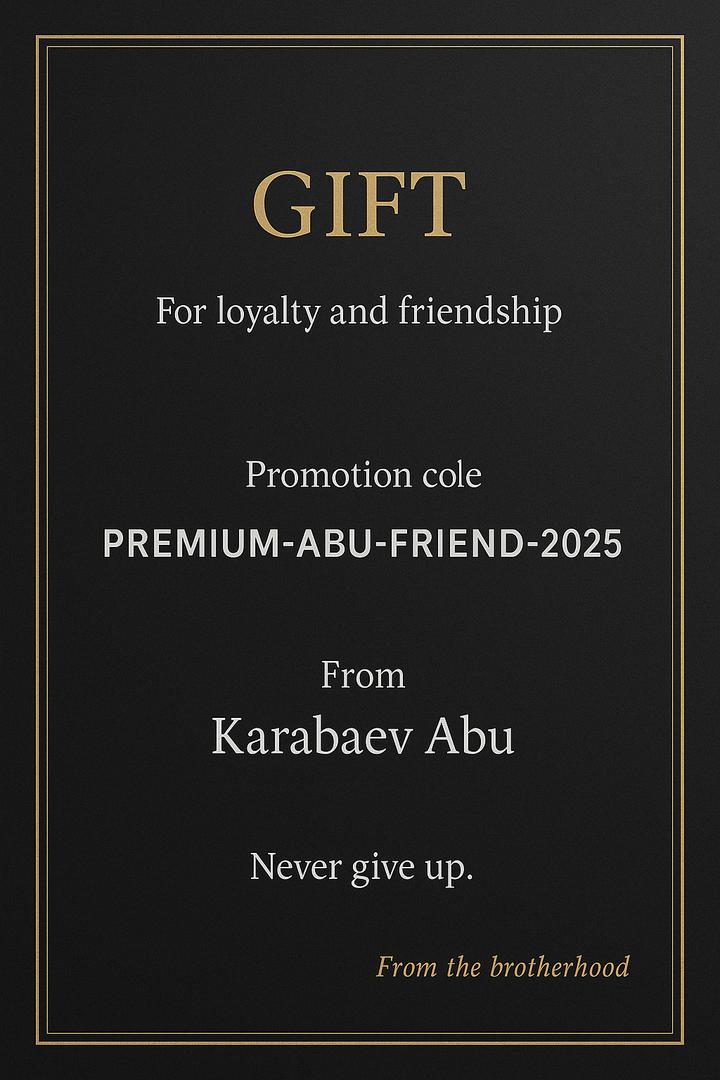 GIFT
For loyalty and friendship
Promotion cole
PREMIUM-ABU-FRIEND-2025
From
Karabaev Abu
Never give up.
From the brotherhood